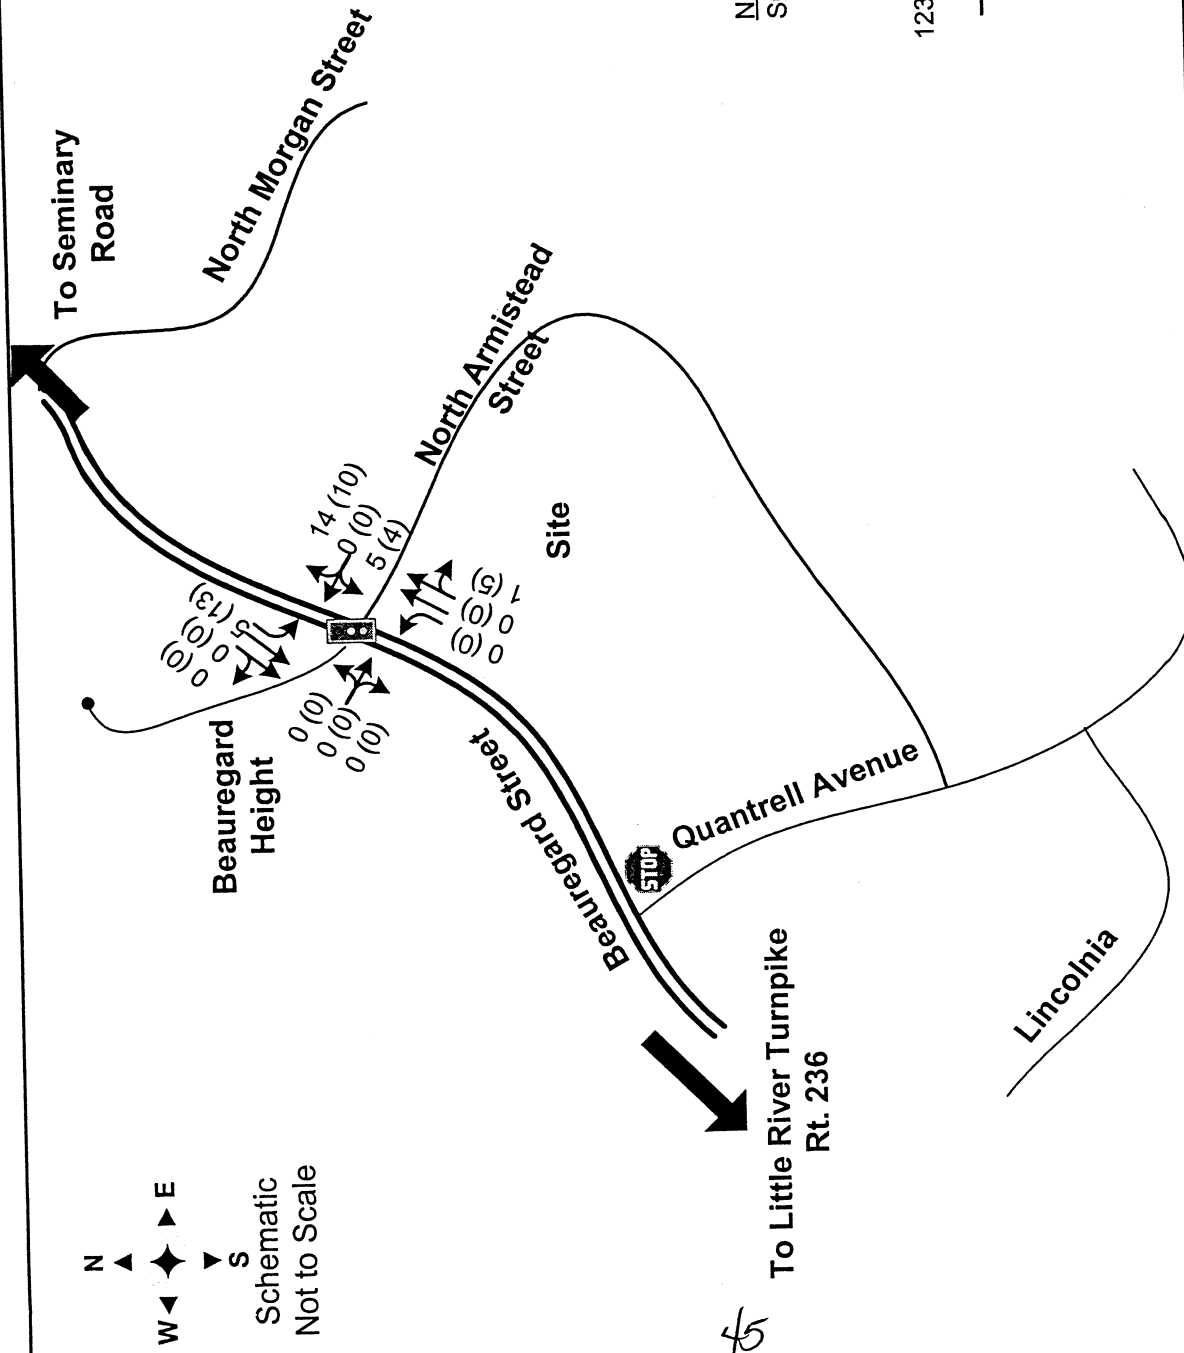 To Seminary
Road
North Morgan Street
North Armistead
Street
14 (10)
0 (0)
5 (4)
0 (0)
0 (0)
5 (13)
0 (0)
0 (0)
0 (0)
0 (0)
0 (0)
1 (5)
Site
Beauregard
Height
Beauregard Street
STOP
Quantrell Avenue
Lincolnia
To Little River Turnpike
Rt. 236
N
W
E
S
Schematic
Not to Scale
45
123